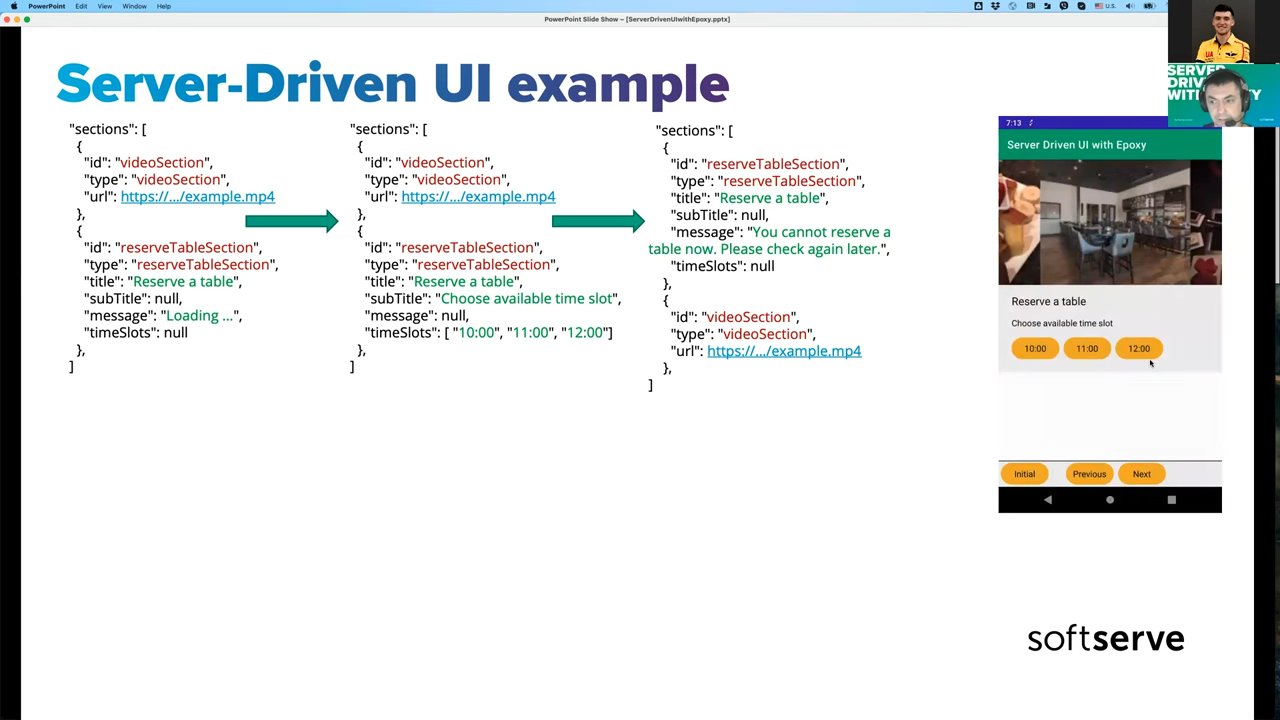 PowerPoint Edit View Window Help
U.S.
PowerPoint Slide Show – [ServerDrivenUIwithEpoxy.pptx]
Server-Driven UI example
"sections": [
{
"id": "videoSection",
"type": "videoSection",
"url": https://.../example.mp4
},
{
"id": "reserveTableSection",
"type": "reserveTableSection",
"title": "Reserve a table",
"subTitle": null,
"message": "Loading ...",
"timeSlots": null
},
]
"sections": [
{
"id": "videoSection",
"type": "videoSection",
"url": https://.../example.mp4
},
{
"id": "reserveTableSection",
"type": "reserveTableSection",
"title": "Reserve a table",
"subTitle": "Choose available time slot",
"message": null,
"timeSlots": [ "10:00", "11:00", "12:00"]
},
]
"sections": [
{
"id": "reserveTableSection",
"type": "reserveTableSection",
"title": "Reserve a table",
"subTitle": null,
"message": "You cannot reserve a
table now. Please check again later.",
"timeSlots": null
},
{
"id": "videoSection",
"type": "videoSection",
"url": https://.../example.mp4
},
]
UA
SERVER
DRIV
WITH
7:13
Server Driven UI with Epoxy
Reserve a table
Choose available time slot
10:00 11:00 12:00
Initial Previous Next
softserve